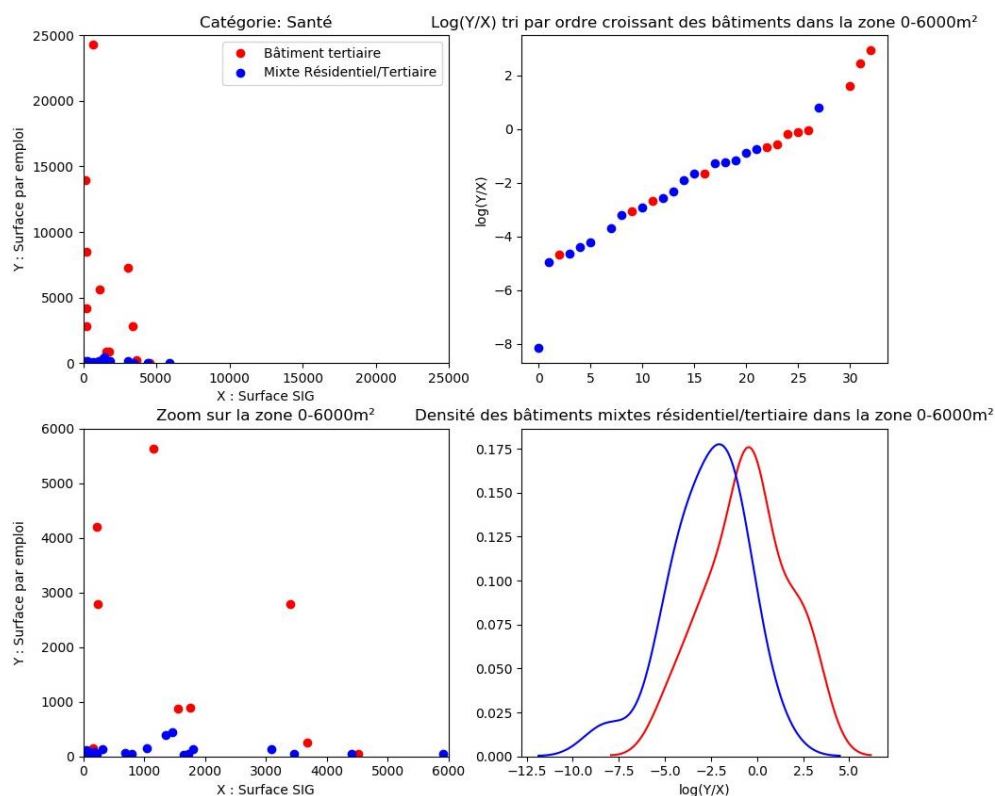 Catégorie: Santé
25000
20000
15000
10000
5000
0
Y : Surface par emploi
Bâtiment tertiaire
Mixte Résidentiel/Tertiaire
0 5000 10000 15000 20000 25000
X : Surface SIG
Log(Y/X) tri par ordre croissant des bâtiments dans la zone 0-6000m²
2
0
−2
−4
−6
−8
log(Y/X)
0 5 10 15 20 25 30
Zoom sur la zone 0-6000m²
6000
5000
4000
3000
2000
1000
0
Y : Surface par emploi
0 1000 2000 3000 4000 5000 6000
X : Surface SIG
Densité des bâtiments mixtes résidentiel/tertiaire dans la zone 0-6000m²
0.175
0.150
0.125
0.100
0.075
0.050
0.025
0.000
−12.5 −10.0 −7.5 −5.0 −2.5 0.0 2.5 5.0
log(Y/X)